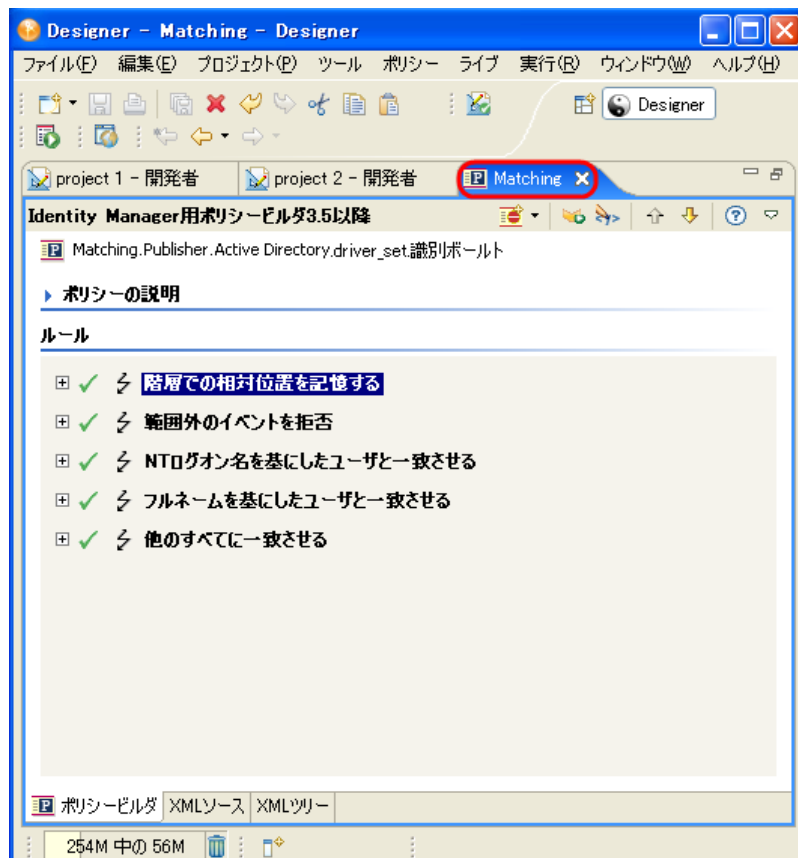 Designer - Matching - Designer
ファイル(F) 編集(E) プロジェクト(P) ツール ポリシー ライブ 実行(R) ウィンドウ(W) ヘルプ(H)
Designer
project 1 - 開発者 project 2 - 開発者 Matching
Identity Manager用ポリシービルダ3.5以降
Matching.Publisher.Active Directory.driver_set.識別ボールト
ポリシーの説明
ルール
階層での相対位置を記憶する
範囲外のイベントを拒否
NTログオン名を基にしたユーザと一致させる
フルネームを基にしたユーザと一致させる
他のすべてに一致させる
ポリシービルダ XMLソース XMLツリー
254M 中の 56M